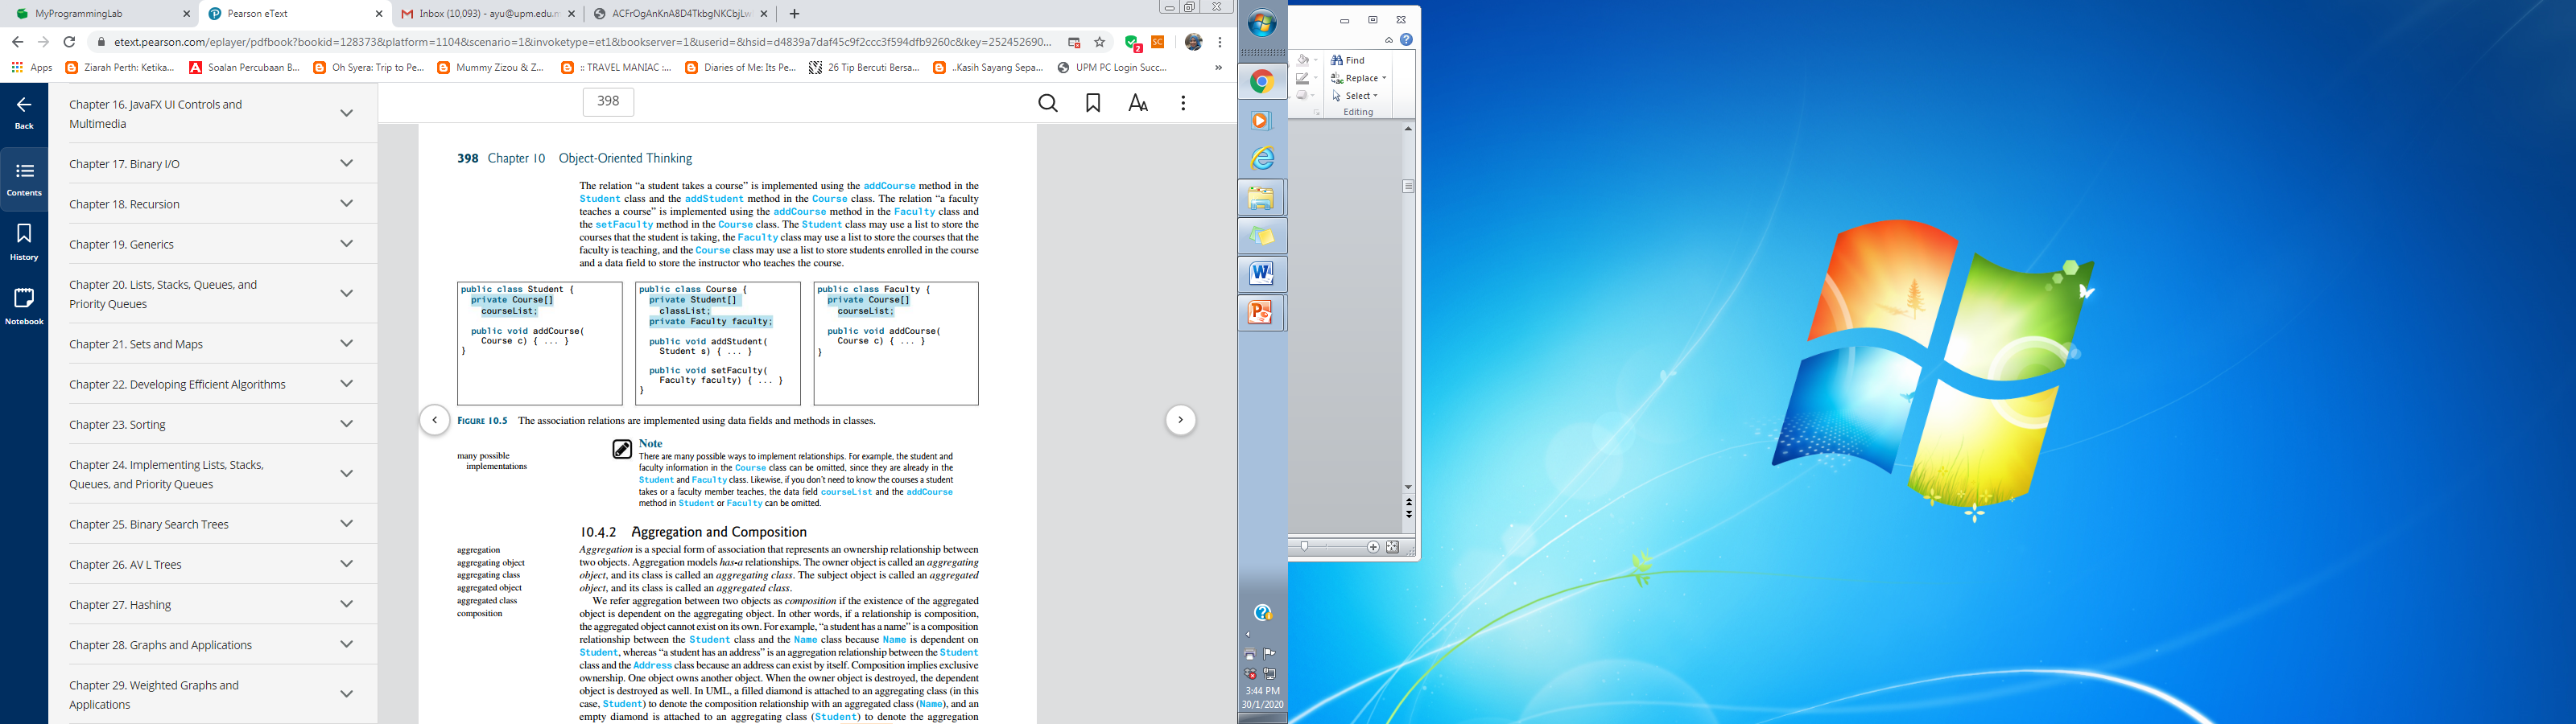 MyProgrammingLab
Pearson eText
Inbox (10,093) - ayu@upm.edu.m
ACFrOgAnKnA8D4TkbgNKCbjLw
etext.pearson.com/eplayer/pdfbook?bookid=128373&platform=1104&scenario=1&invoketype=et1&bookserver=1&userid=&hsid=d4839a7daf45c9f2ccc3f594dfb9260c&key=252452690...
2
SC
Apps
Ziarah Perth: Ketika...
Soalan Percubaan B...
Oh Syera: Trip to Pe...
Mummy Zizou & Z...
:: TRAVEL MANIAC :...
Diaries of Me: Its Pe...
26 Tip Bercuti Bersa...
..Kasih Sayang Sepa...
UPM PC Login Succ...
»
Back
Contents
History
Notebook
Chapter 16. JavaFX UI Controls and
Multimedia
Chapter 17. Binary I/O
Chapter 18. Recursion
Chapter 19. Generics
Chapter 20. Lists, Stacks, Queues, and
Priority Queues
Chapter 21. Sets and Maps
Chapter 22. Developing Efficient Algorithms
Chapter 23. Sorting
Chapter 24. Implementing Lists, Stacks,
Queues, and Priority Queues
Chapter 25. Binary Search Trees
Chapter 26. AV L Trees
Chapter 27. Hashing
Chapter 28. Graphs and Applications
Chapter 29. Weighted Graphs and
Applications
398
398 Chapter 10 Object-Oriented Thinking
The relation “a student takes a course” is implemented using the addCourse method in the
Student class and the addStudent method in the Course class. The relation “a faculty
teaches a course” is implemented using the addCourse method in the Faculty class and
the setFaculty method in the Course class. The Student class may use a list to store the
courses that the student is taking, the Faculty class may use a list to store the courses that the
faculty is teaching, and the Course class may use a list to store students enrolled in the course
and a data field to store the instructor who teaches the course.
public class Student {
private Course[]
courseList;
public void addCourse(
Course c) { ... }
}
public class Course {
private Student[]
classList;
private Faculty faculty;
public void addStudent(
Student s) { ... }
public void setFaculty(
Faculty faculty) { ... }
}
public class Faculty {
private Course[]
courseList;
public void addCourse(
Course c) { ... }
}
FIGURE 10.5 The association relations are implemented using data fields and methods in classes.
many possible
implementations
Note
There are many possible ways to implement relationships. For example, the student and
faculty information in the Course class can be omitted, since they are already in the
Student and Faculty class. Likewise, if you don't need to know the courses a student
takes or a faculty member teaches, the data field courseList and the addCourse
method in Student or Faculty can be omitted.
10.4.2 Aggregation and Composition
aggregation
aggregating object
aggregating class
aggregated object
aggregated class
composition
Aggregation is a special form of association that represents an ownership relationship between
two objects. Aggregation models has-a relationships. The owner object is called an aggregating
object, and its class is called an aggregating class. The subject object is called an aggregated
object, and its class is called an aggregated class.
We refer aggregation between two objects as composition if the existence of the aggregated
object is dependent on the aggregating object. In other words, if a relationship is composition,
the aggregated object cannot exist on its own. For example, “a student has a name” is a composition
relationship between the Student class and the Name class because Name is dependent on
Student, whereas “a student has an address” is an aggregation relationship between the Student
class and the Address class because an address can exist by itself. Composition implies exclusive
ownership. One object owns another object. When the owner object is destroyed, the dependent
object is destroyed as well. In UML, a filled diamond is attached to an aggregating class (in this
case, Student) to denote the composition relationship with an aggregated class (Name), and an
empty diamond is attached to an aggregating class (Student) to denote the aggregation
Find
Replace
Select
Editing
3:44 PM
30/1/2020